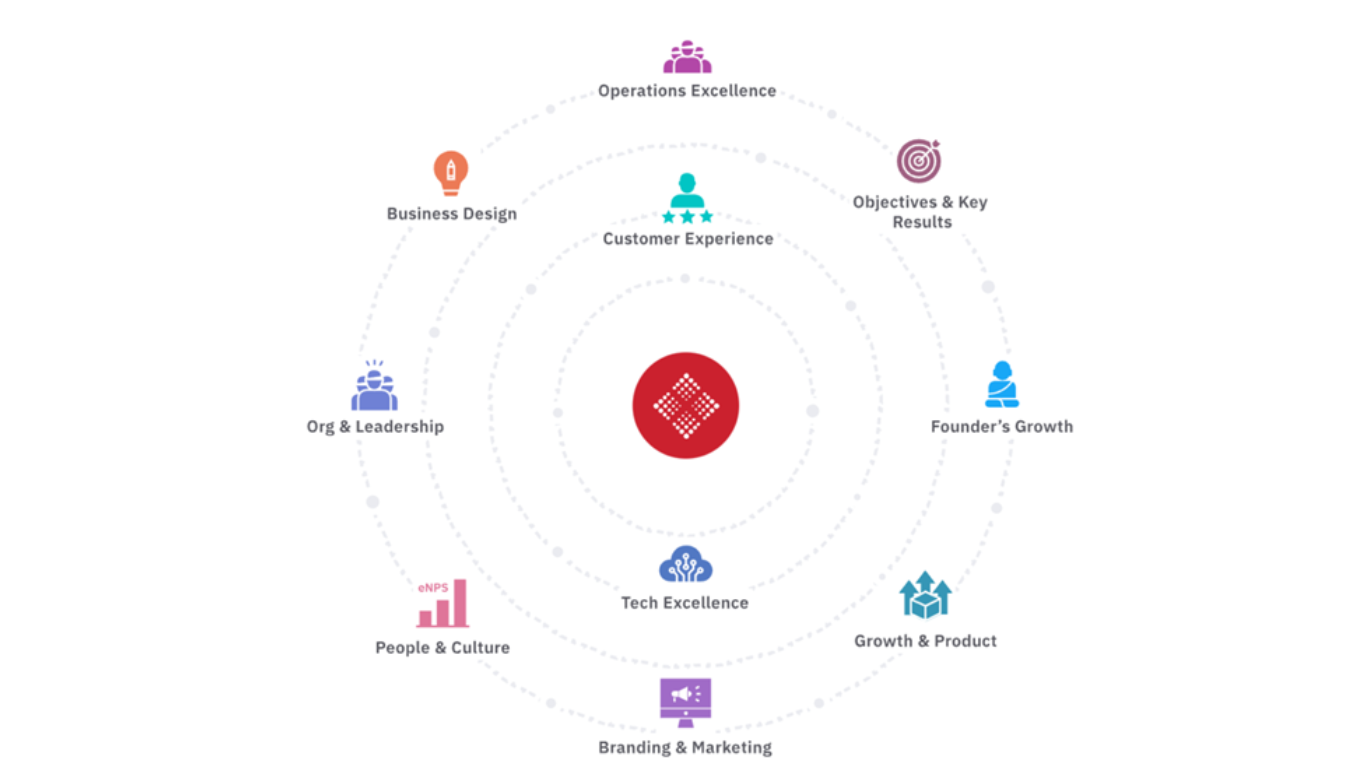 Operations Excellence
Business Design
Objectives & Key
Results
Customer Experience
Org & Leadership
Founder’s Growth
eNPS
People & Culture
Tech Excellence
Growth & Product
Branding & Marketing